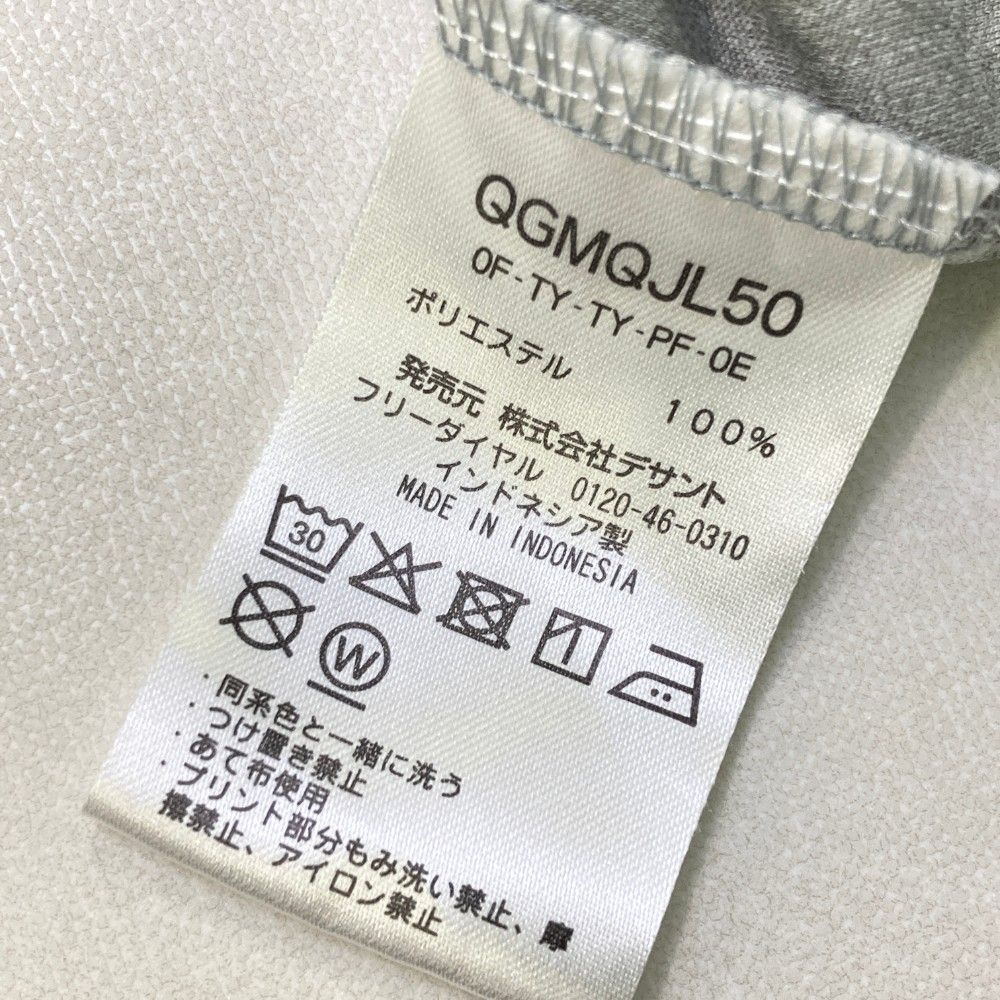 QGMQJL50
OF-TY-TY-PF-OE
ポリエステル 100%
発売元 株式会社デサント
フリーダイヤル 0120-46-0310
インドネシア製
MADE IN INDONESIA
30
W
・同系色と一緒に洗う
・つけ置き禁止
・あて布使用
・プリント部分もみ洗い禁止、摩
擦禁止、アイロン禁止